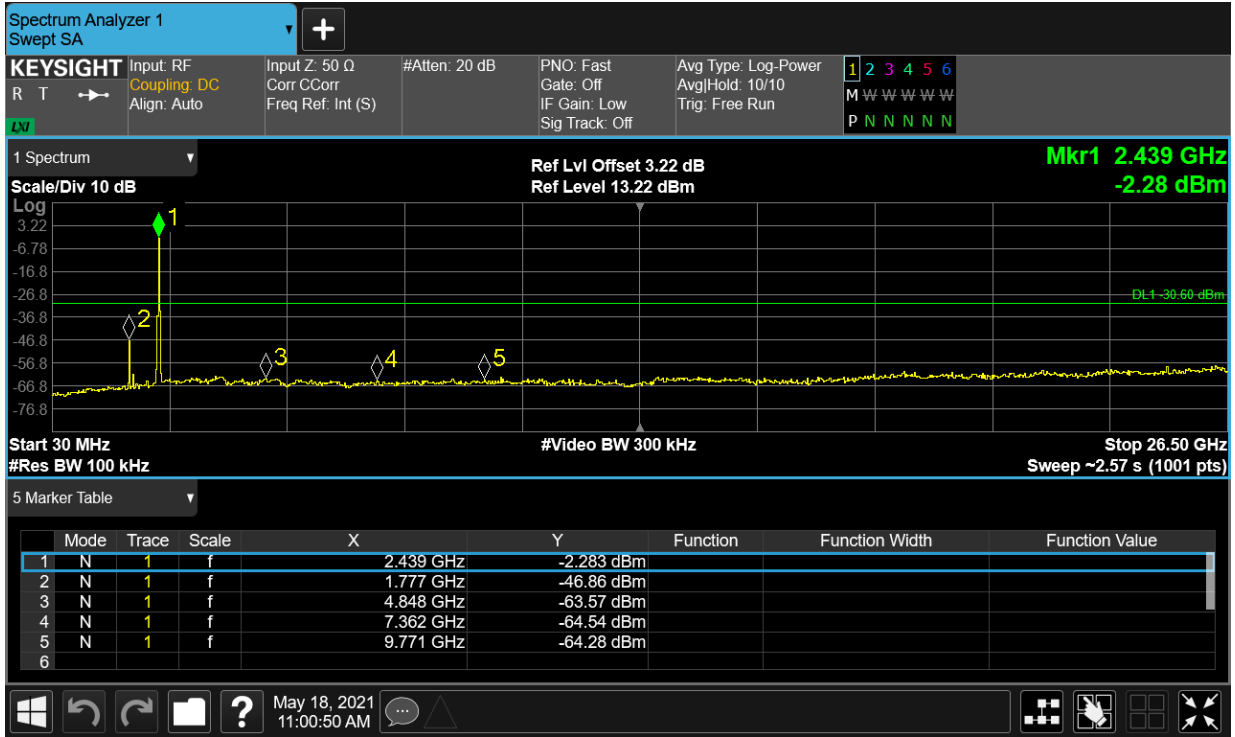 Spectrum Analyzer 1
Swept SA
+
KEYSIGHT
R T
LXI
Input: RF
Coupling: DC
Align: Auto
Input Z: 50 Ω
Corr CCorr
Freq Ref: Int (S)
#Atten: 20 dB
PNO: Fast
Gate: Off
IF Gain: Low
Sig Track: Off
Avg Type: Log-Power
Avg|Hold: 10/10
Trig: Free Run
1 2 3 4 5 6
M W W W W W
P N N N N N
1 Spectrum
Scale/Div 10 dB
Ref Lvl Offset 3.22 dB
Ref Level 13.22 dBm
Mkr1 2.439 GHz
-2.28 dBm
Log
3.22
-6.78
-16.8
-26.8
-36.8
-46.8
-56.8
-66.8
-76.8
1
2
3
4
5
DL1 -30.60 dBm
Start 30 MHz
#Video BW 300 kHz
Stop 26.50 GHz
#Res BW 100 kHz
Sweep ~2.57 s (1001 pts)
5 Marker Table
Mode Trace Scale X Y Function Function Width Function Value
1 N 1 f 2.439 GHz -2.283 dBm
2 N 1 f 1.777 GHz -46.86 dBm
3 N 1 f 4.848 GHz -63.57 dBm
4 N 1 f 7.362 GHz -64.54 dBm
5 N 1 f 9.771 GHz -64.28 dBm
6
?
May 18, 2021
11:00:50 AM